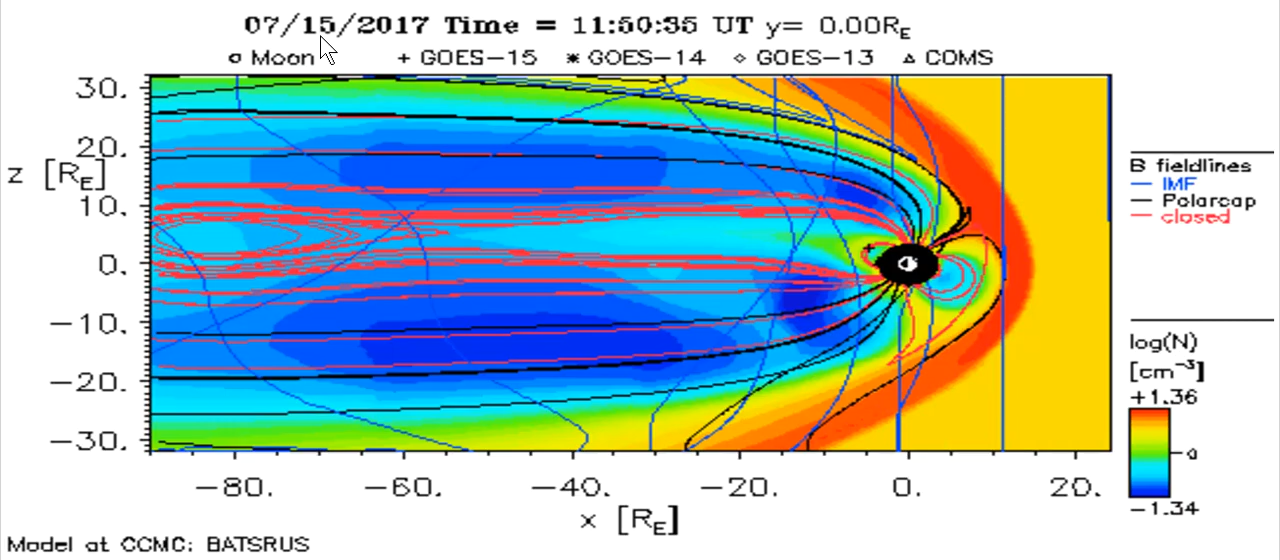 07/15/2017 Time = 11:50:35 UT y= 0.00RE
Moon + GOES-15 * GOES-14 ◇ GOES-13 △ COMS
30.
20.
z [RE]
10.
0.
-10.
-20.
-30.
-80. -60. -40. -20. 0. 20.
x [RE]
B fieldlines
IMF
Polarcap
closed
log(N)
[cm-3]
+1.36
0
-1.34
Model at CCMC: BATSRUS